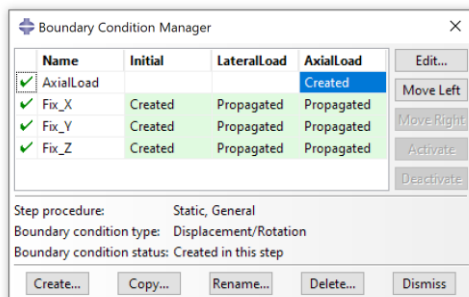 Boundary Condition Manager
Name Initial LateralLoad AxialLoad Edit...
AxialLoad Created Move Left
Fix_X Created Propagated Propagated Move Right
Fix_Y Created Propagated Propagated Activate
Fix_Z Created Propagated Propagated Deactivate
Step procedure: Static, General
Boundary condition type: Displacement/Rotation
Boundary condition status: Created in this step
Create... Copy... Rename... Delete... Dismiss